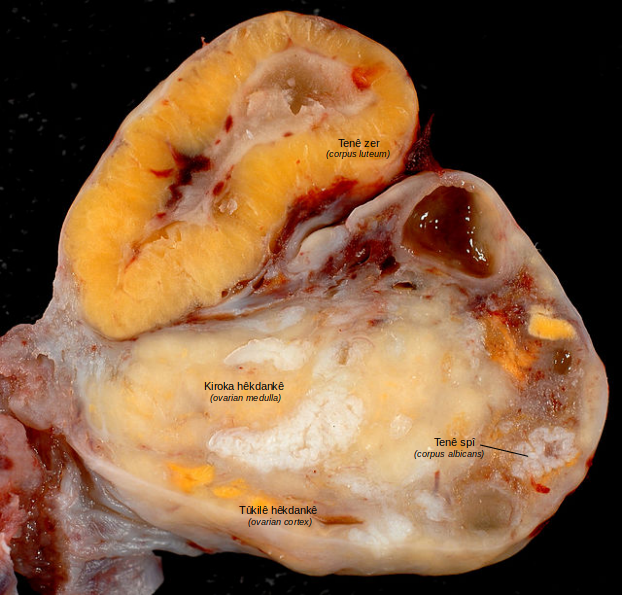 Tenê zer
(corpus luteum)
Kiroka hêkdankê
(ovarian medulla)
Tenê spî
(corpus albicans)
Tûkilê hêkdankê
(ovarian cortex)